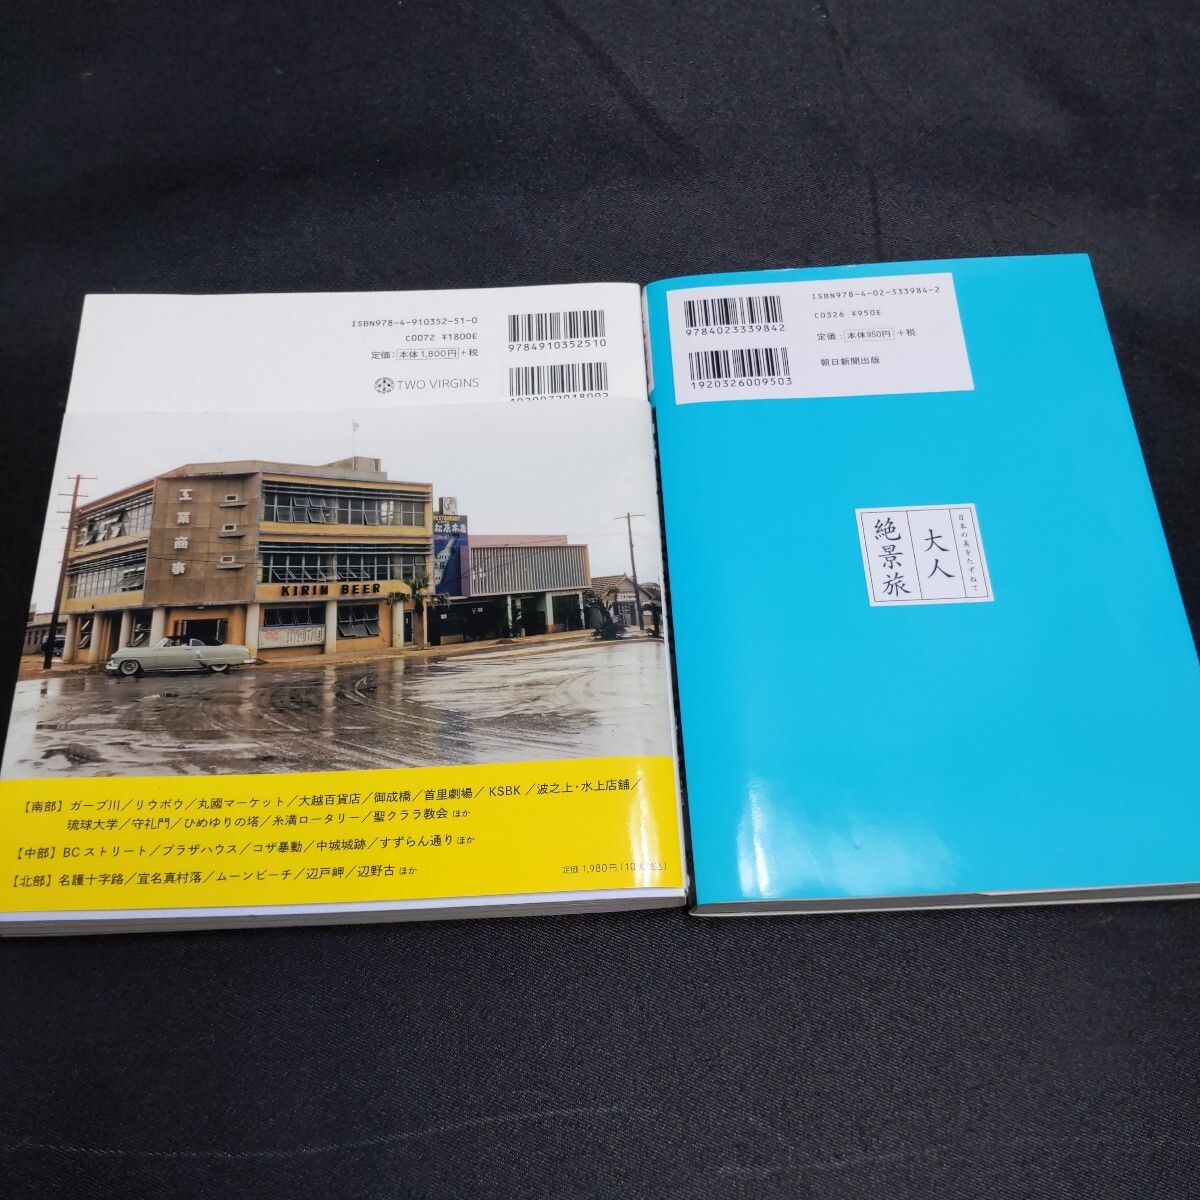 ISBN978-4-910352-51-0
C0072 ¥1800E
定価:本体1,800円+税
TWO VIRGINS
9784910352510
1920072018002
工業商事
KIRIN BEER
RESTAURANT
【南部】ガーブ川/リウボウ/丸國マーケット/大越百貨店/御成橋/首里劇場/KSBK/波之上・水上店舗/
琉球大学/守礼門/ひめゆりの塔/糸満ロータリー/聖クララ教会 ほか
【中部】BCストリート/プラザハウス/コザ暴動/中城城跡/すずらん通り ほか
【北部】名護十字路/宜名真村落/ムーンビーチ/辺戸岬/辺野古 ほか
定価 1,980円(10%税込)
9784023339842
1920326009503
ISBN978-4-02-333984-2
C0326 ¥950E
定価:本体950円+税
朝日新聞出版
日本の美をたずねて
大人
絶景旅